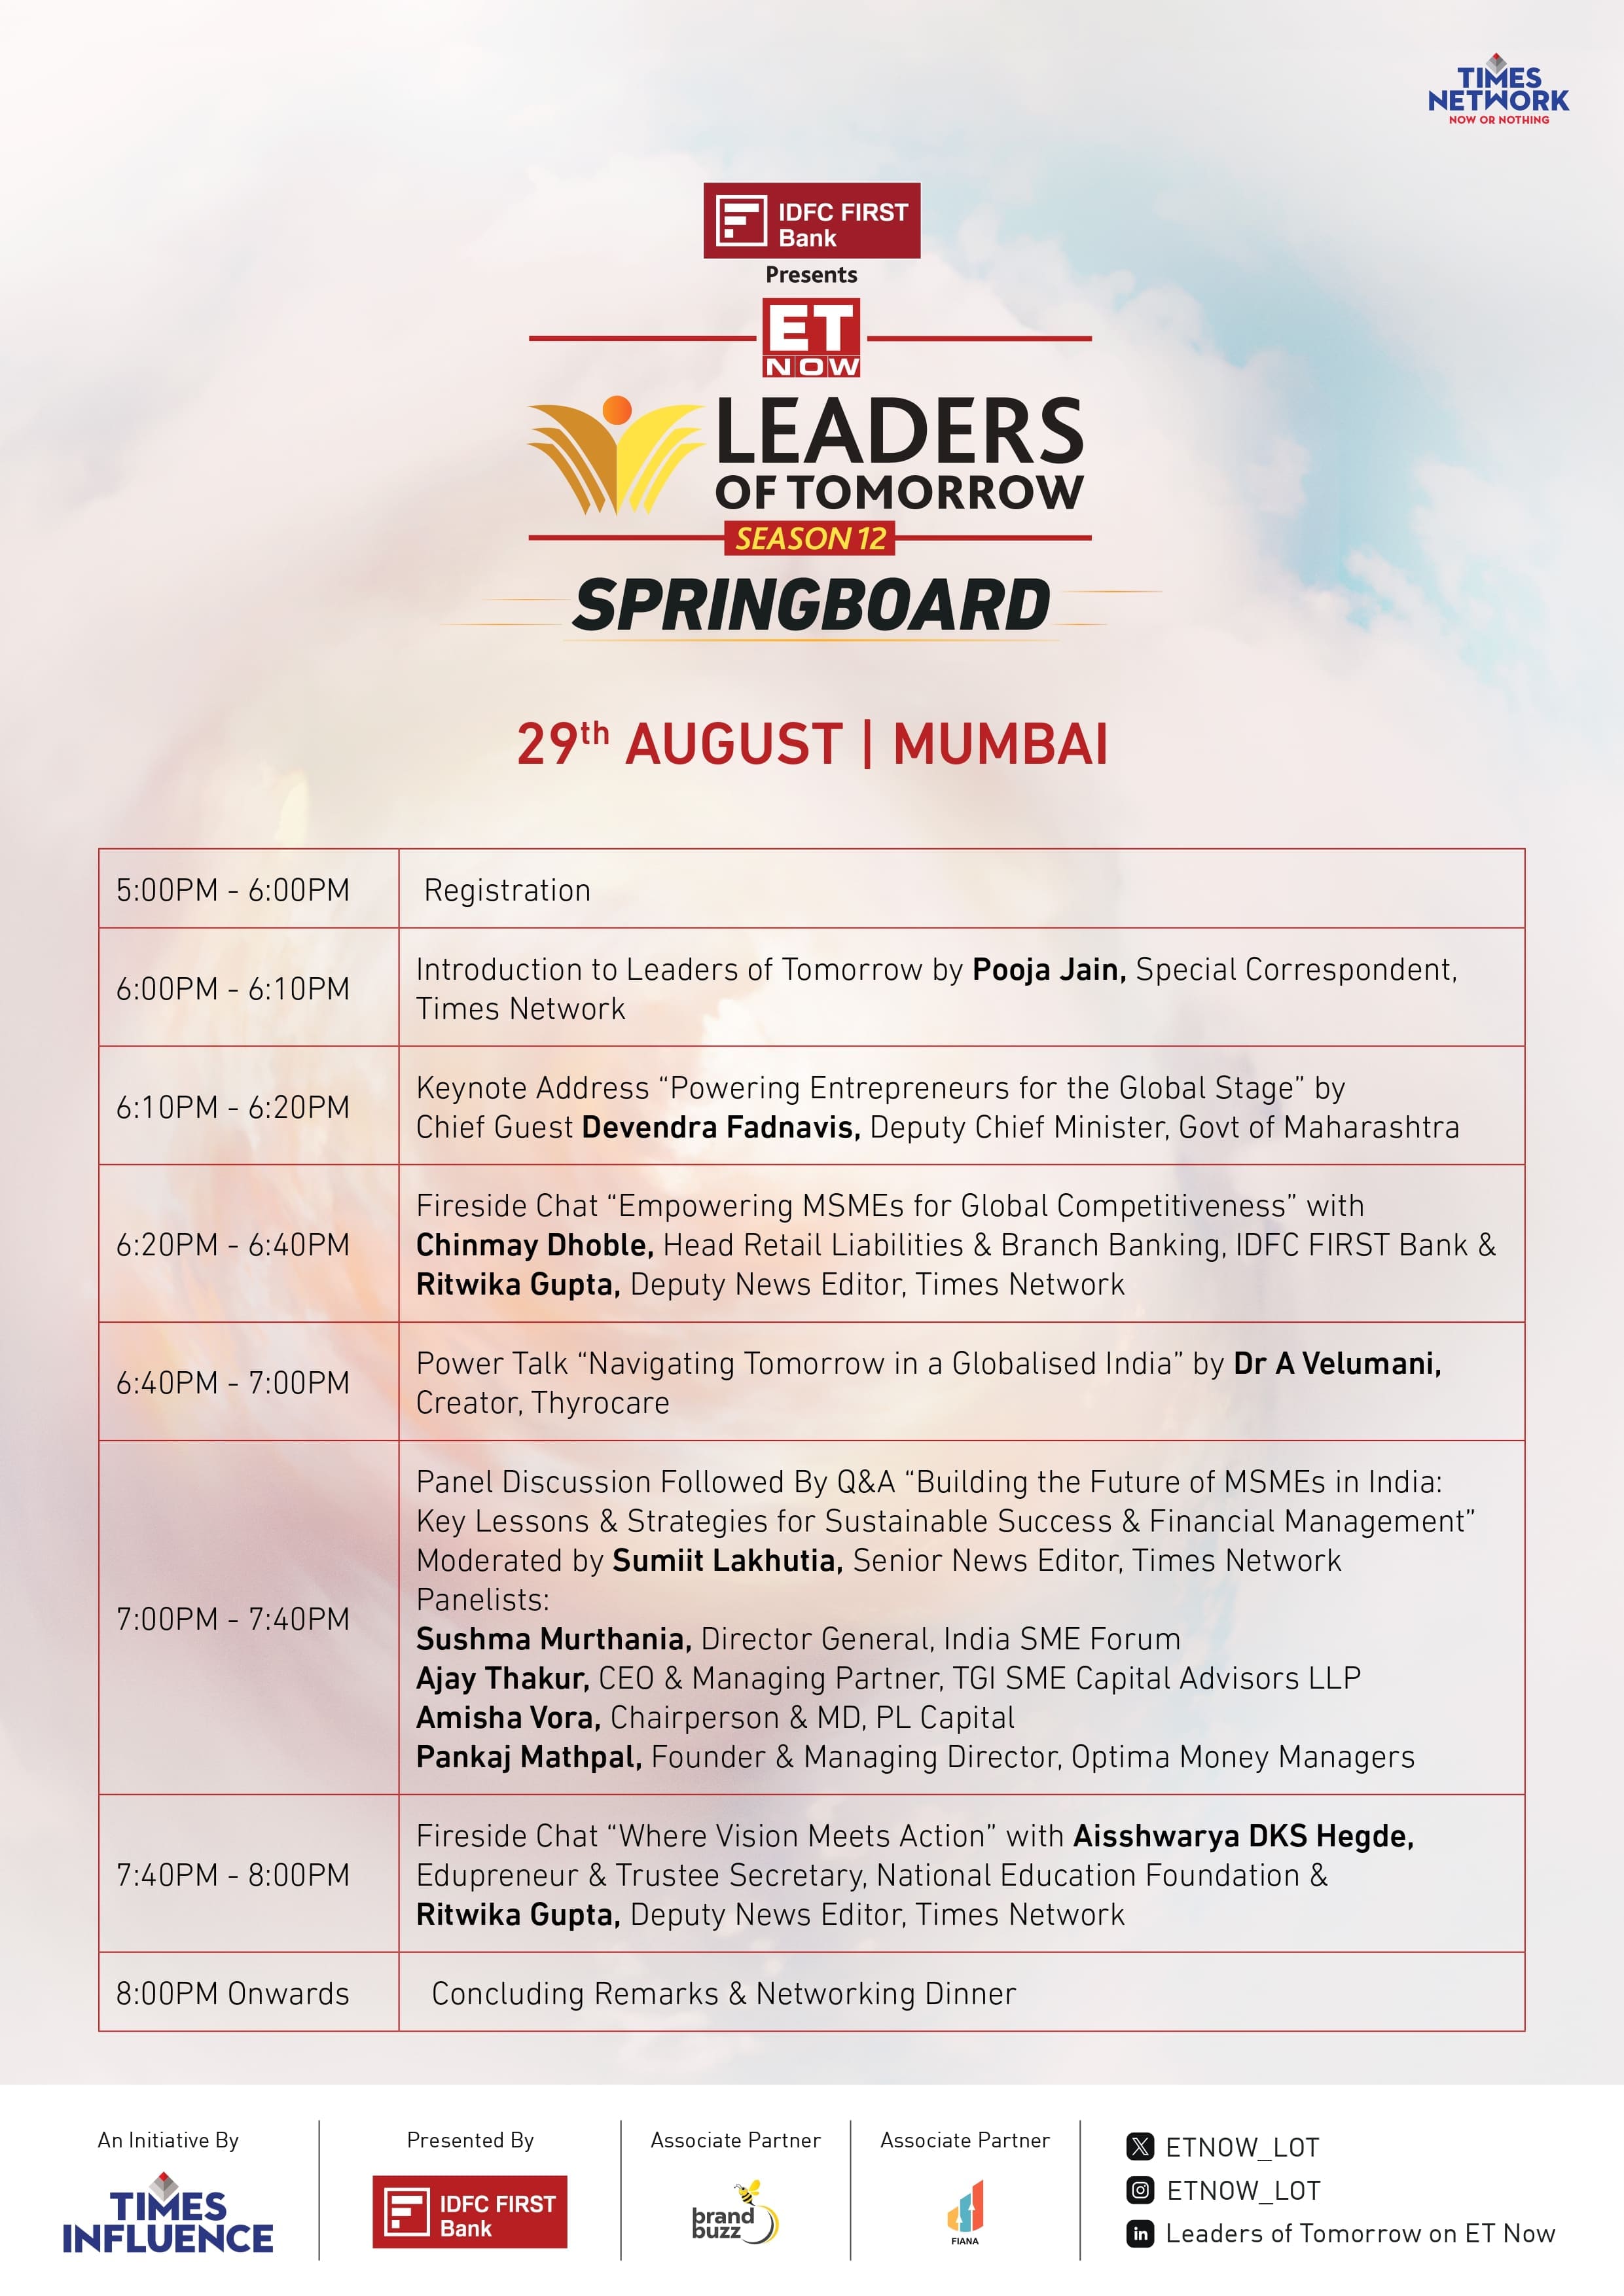 TIMES
NETWORK
NOW OR NOTHING
IDFC FIRST
Bank
Presents
ET
NOW
LEADERS
OF TOMORROW
SEASON 12
SPRINGBOARD
29th AUGUST | MUMBAI
5:00PM - 6:00PM
Registration
6:00PM - 6:10PM
Introduction to Leaders of Tomorrow by Pooja Jain, Special Correspondent,
Times Network
6:10PM - 6:20PM
Keynote Address “Powering Entrepreneurs for the Global Stage” by
Chief Guest Devendra Fadnavis, Deputy Chief Minister, Govt of Maharashtra
6:20PM - 6:40PM
Fireside Chat “Empowering MSMEs for Global Competitiveness” with
Chinmay Dhoble, Head Retail Liabilities & Branch Banking, IDFC FIRST Bank &
Ritwika Gupta, Deputy News Editor, Times Network
6:40PM - 7:00PM
Power Talk “Navigating Tomorrow in a Globalised India” by Dr A Velumani,
Creator, Thyrocare
7:00PM - 7:40PM
Panel Discussion Followed By Q&A “Building the Future of MSMEs in India:
Key Lessons & Strategies for Sustainable Success & Financial Management”
Moderated by Sumiit Lakhutia, Senior News Editor, Times Network
Panelists:
Sushma Murthania, Director General, India SME Forum
Ajay Thakur, CEO & Managing Partner, TGI SME Capital Advisors LLP
Amisha Vora, Chairperson & MD, PL Capital
Pankaj Mathpal, Founder & Managing Director, Optima Money Managers
7:40PM - 8:00PM
Fireside Chat “Where Vision Meets Action” with Aisshwarya DKS Hegde,
Edupreneur & Trustee Secretary, National Education Foundation &
Ritwika Gupta, Deputy News Editor, Times Network
8:00PM Onwards
Concluding Remarks & Networking Dinner
An Initiative By
TIMES
INFLUENCE
Presented By
IDFC FIRST
Bank
Associate Partner
brand
buzz
Associate Partner
FIANA
ETNOW_LOT
ETNOW_LOT
in Leaders of Tomorrow on ET Now